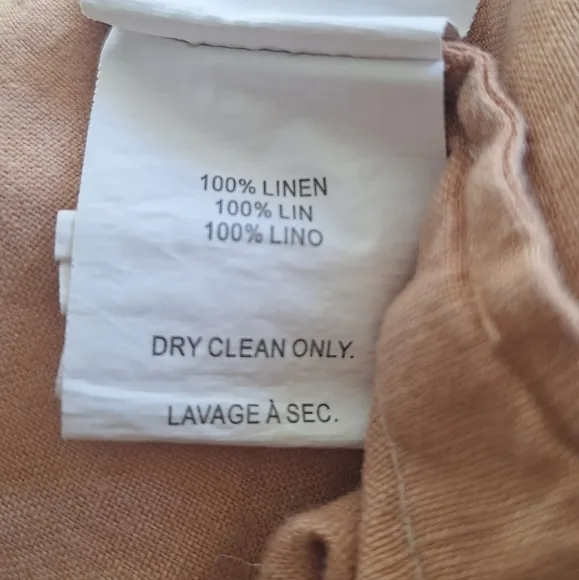 100% LINEN
100% LIN
100% LINO
DRY CLEAN ONLY.
LAVAGE À SEC.